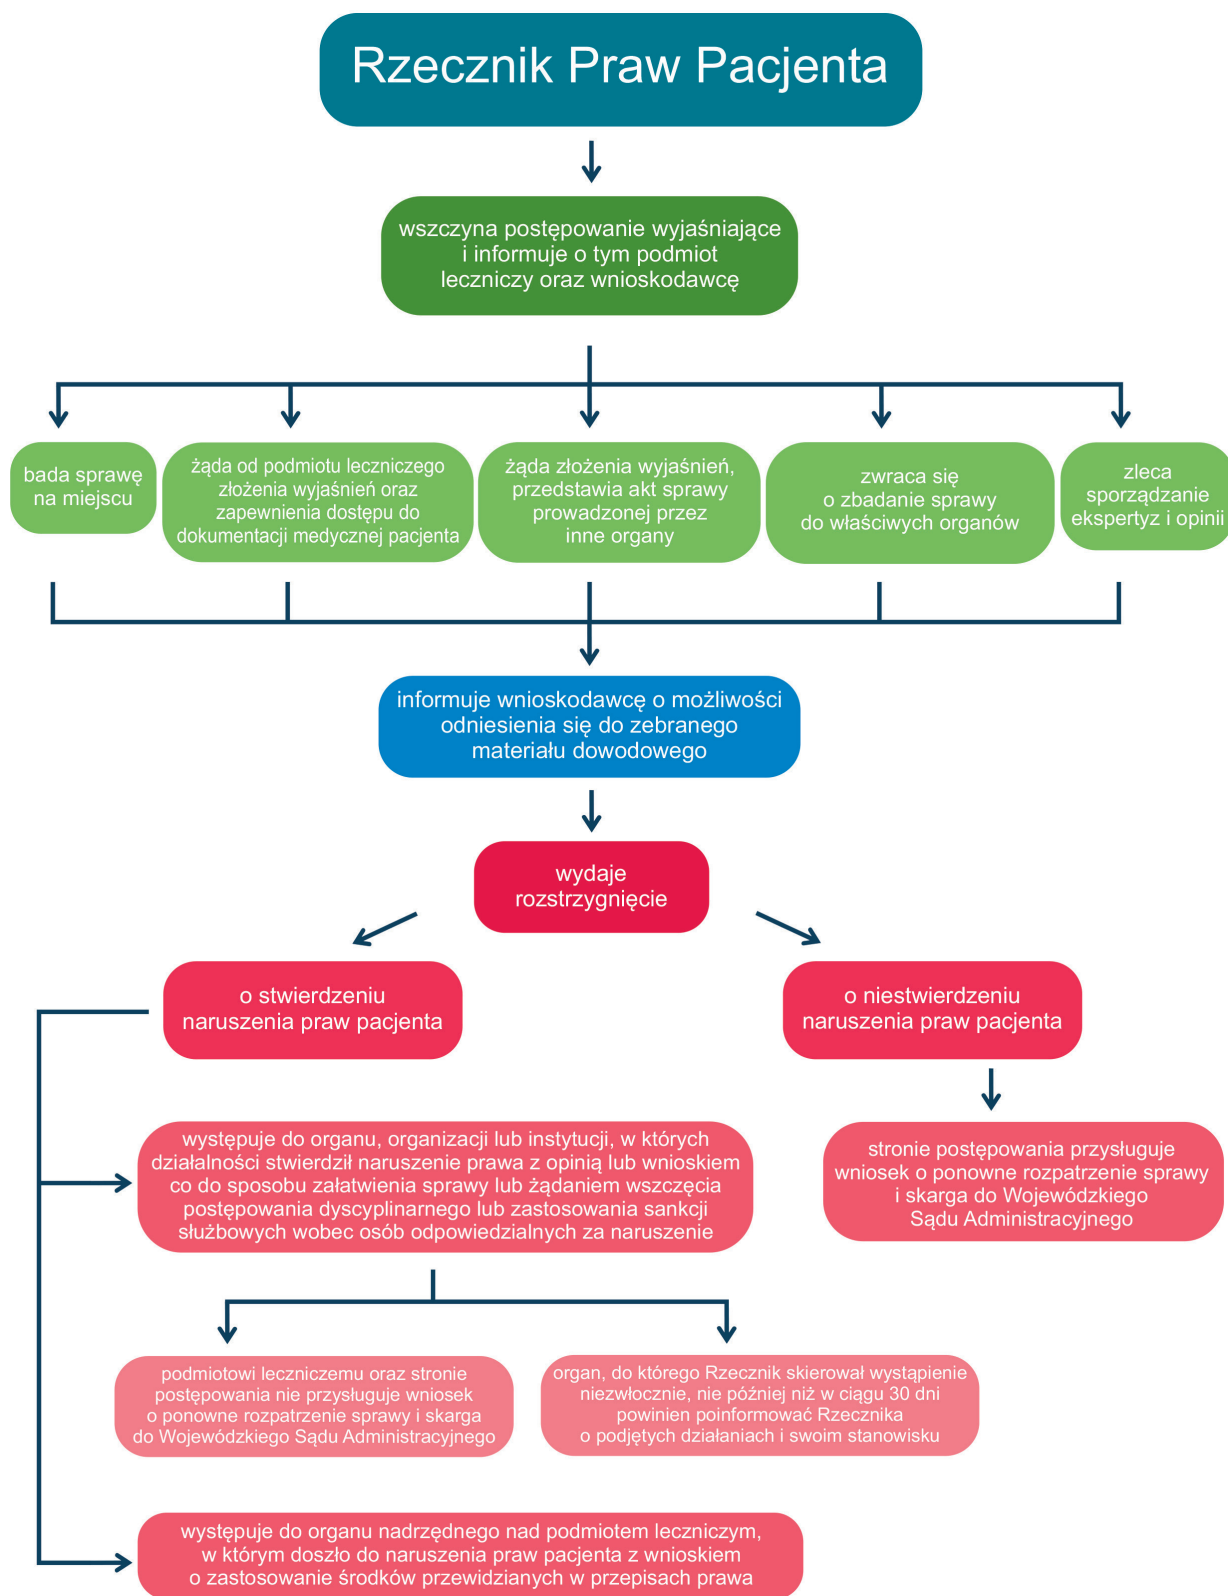 Rzecznik Praw Pacjenta
wszczyna postępowanie wyjaśniające
i informuje o tym podmiot
leczniczy oraz wnioskodawcę
bada sprawę
na miejscu
żąda od podmiotu leczniczego
złożenia wyjaśnień oraz
zapewnienia dostępu do
dokumentacji medycznej pacjenta
żąda złożenia wyjaśnień,
przedstawia akt sprawy
prowadzonej przez
inne organy
zwraca się
o zbadanie sprawy
do właściwych organów
zleca
sporządzanie
ekspertyz i opinii
informuje wnioskodawcę o możliwości
odniesienia się do zebranego
materiału dowodowego
wydaje
rozstrzygnięcie
o stwierdzeniu
naruszenia praw pacjenta
o niestwierdzeniu
naruszenia praw pacjenta
występuje do organu, organizacji lub instytucji, w których
działalności stwierdził naruszenie prawa z opinią lub wnioskiem
co do sposobu załatwienia sprawy lub żądaniem wszczęcia
postępowania dyscyplinarnego lub zastosowania sankcji
służbowych wobec osób odpowiedzialnych za naruszenie
stronie postępowania przysługuje
wniosek o ponowne rozpatrzenie sprawy
i skarga do Wojewódzkiego
Sądu Administracyjnego
podmiotowi leczniczemu oraz stronie
postępowania nie przysługuje wniosek
o ponowne rozpatrzenie sprawy i skarga
do Wojewódzkiego Sądu Administracyjnego
organ, do którego Rzecznik skierował wystąpienie
niezwłocznie, nie później niż w ciągu 30 dni
powinien poinformować Rzecznika
o podjętych działaniach i swoim stanowisku
występuje do organu nadrzędnego nad podmiotem leczniczym,
w którym doszło do naruszenia praw pacjenta z wnioskiem
o zastosowanie środków przewidzianych w przepisach prawa